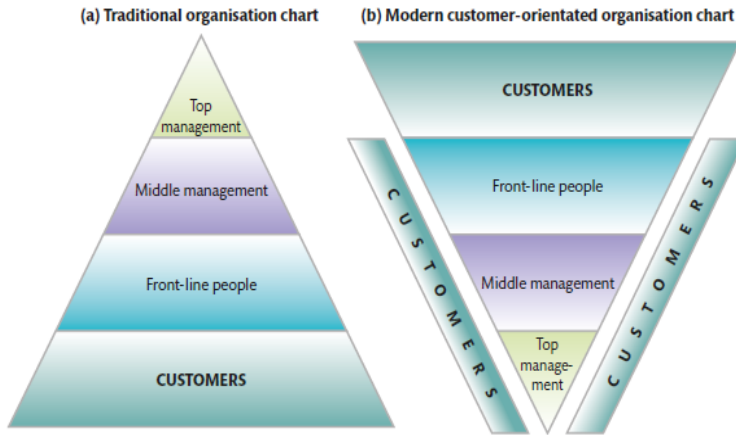 (a) Traditional organisation chart
Top
management
Middle management
Front-line people
CUSTOMERS
(b) Modern customer-orientated organisation chart
CUSTOMERS
Front-line people
Middle management
Top
manage-
ment
CUSTOMERS
CUSTOMERS